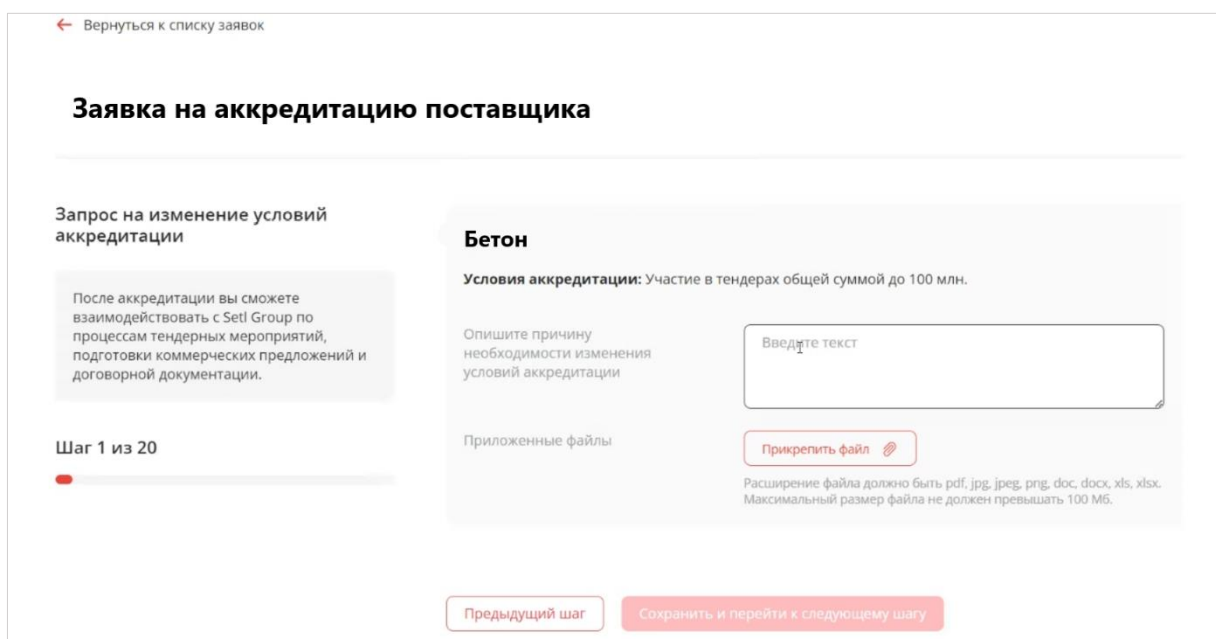 Вернуться к списку заявок
Заявка на аккредитацию поставщика
Запрос на изменение условий
аккредитации
После аккредитации вы сможете
взаимодействовать с Setl Group по
процессам тендерных мероприятий,
подготовки коммерческих предложений и
договорной документации.
Шаг 1 из 20
Бетон
Условия аккредитации: Участие в тендерах общей суммой до 100 млн.
Опишите причину
необходимости изменения
условий аккредитации
Введите текст
Приложенные файлы
Прикрепить файл
Расширение файла должно быть pdf, jpg, jpeg, png, doc, docx, xls, xlsx.
Максимальный размер файла не должен превышать 100 Мб.
Предыдущий шаг
Сохранить и перейти к следующему шагу